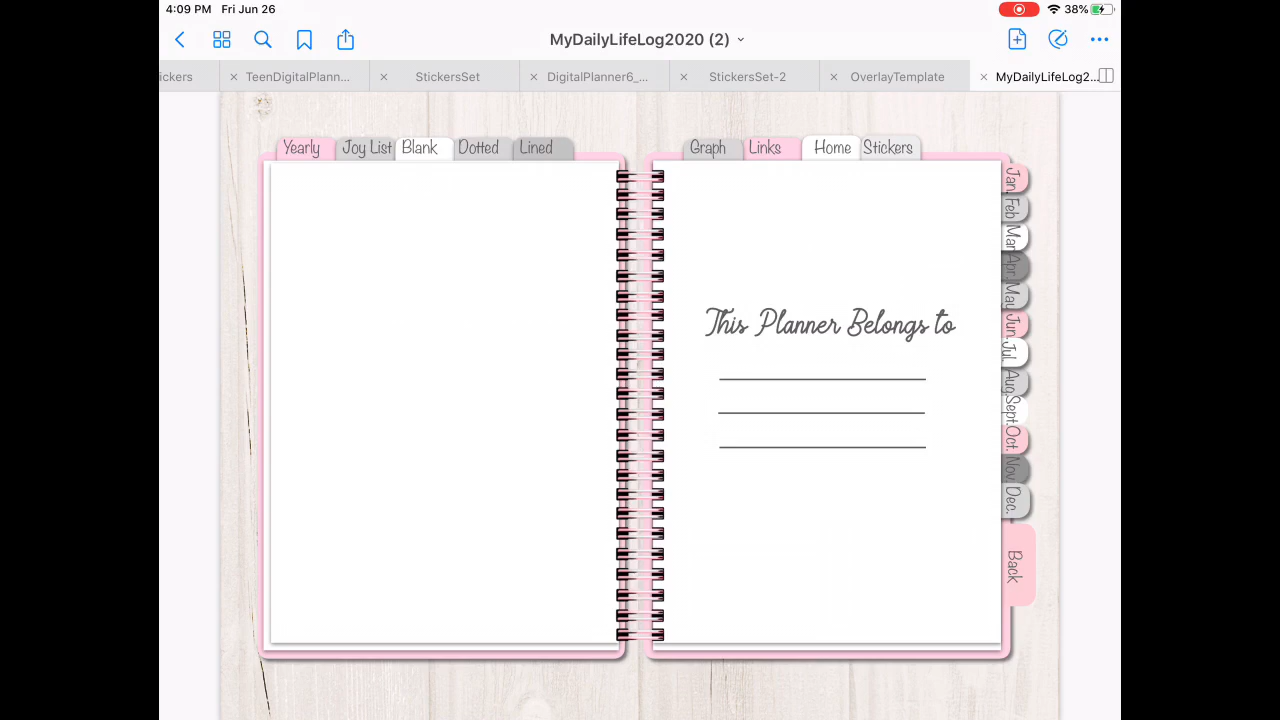 4:09 PM Fri Jun 26 38%
MyDailyLifeLog2020 (2)
ickers TeenDigitalPlann... StickersSet DigitalPlanner6_... StickersSet-2 OverlayTemplate MyDailyLifeLog2...
Yearly Joy List Blank Dotted Lined Graph Links Home Stickers
This Planner Belongs to
Jan.
Feb
Mar
Apr.
May
Jun.
Jul.
Aug
Sept.
Oct.
Nov
Dec.
Back